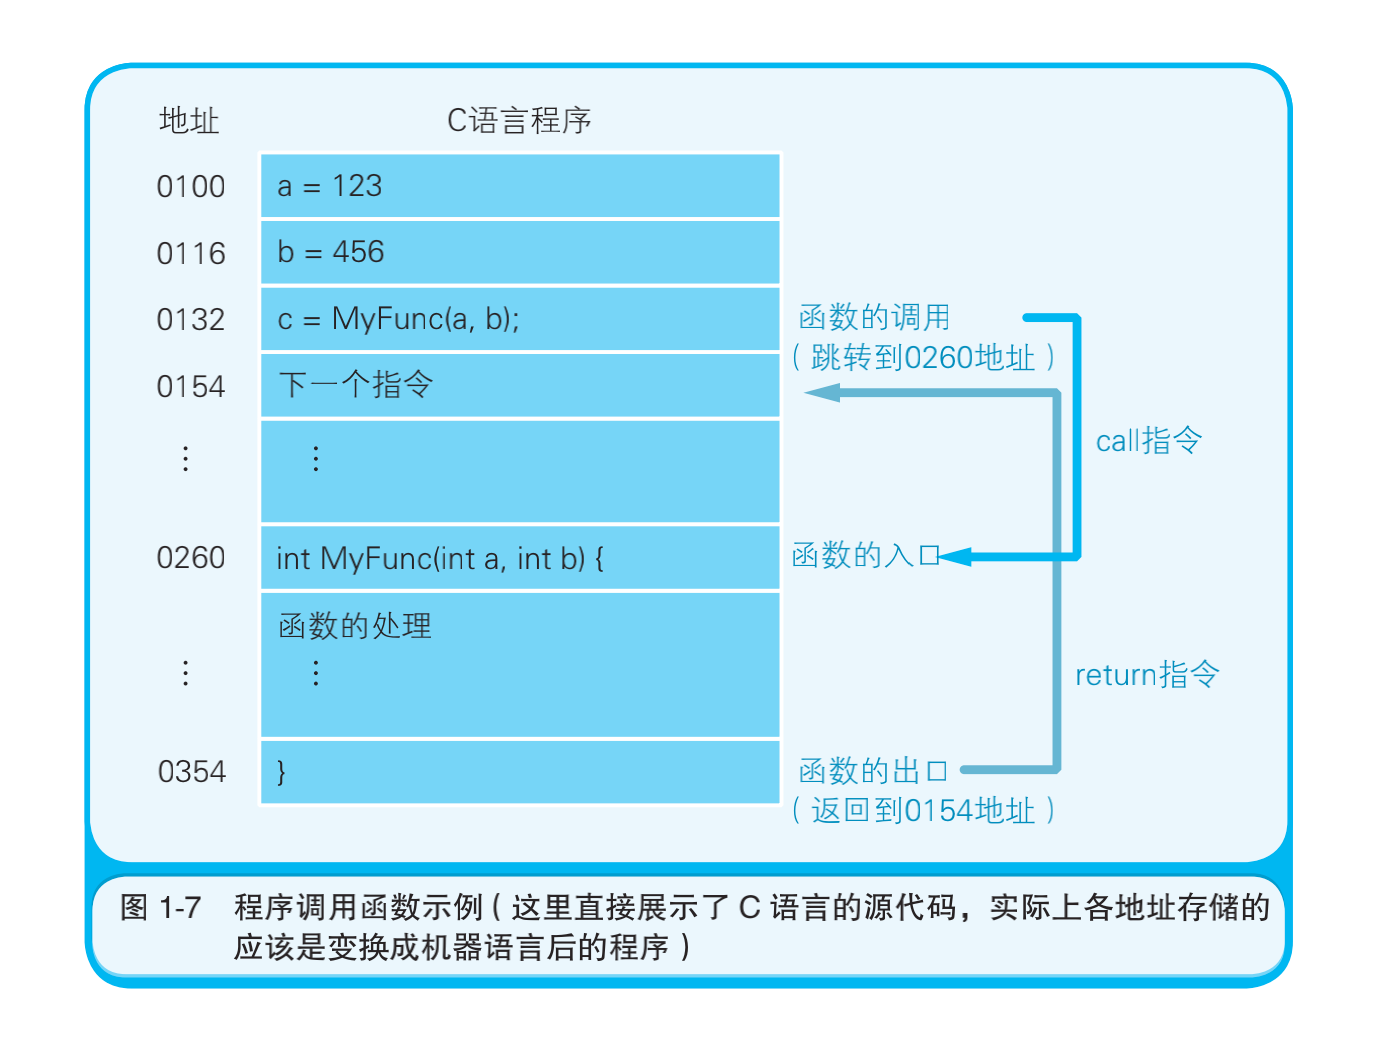 地址 C语言程序
0100 a = 123
0116 b = 456
0132 c = MyFunc(a, b); 函数的调用
（跳转到0260地址）
0154 下一个指令
call指令
⋮ ⋮
0260 int MyFunc(int a, int b) { 函数的入口
函数的处理
⋮ ⋮
return指令
0354 } 函数的出口
（返回到0154地址）
图 1-7 程序调用函数示例（这里直接展示了 C 语言的源代码，实际上各地址存储的
应该是变换成机器语言后的程序）